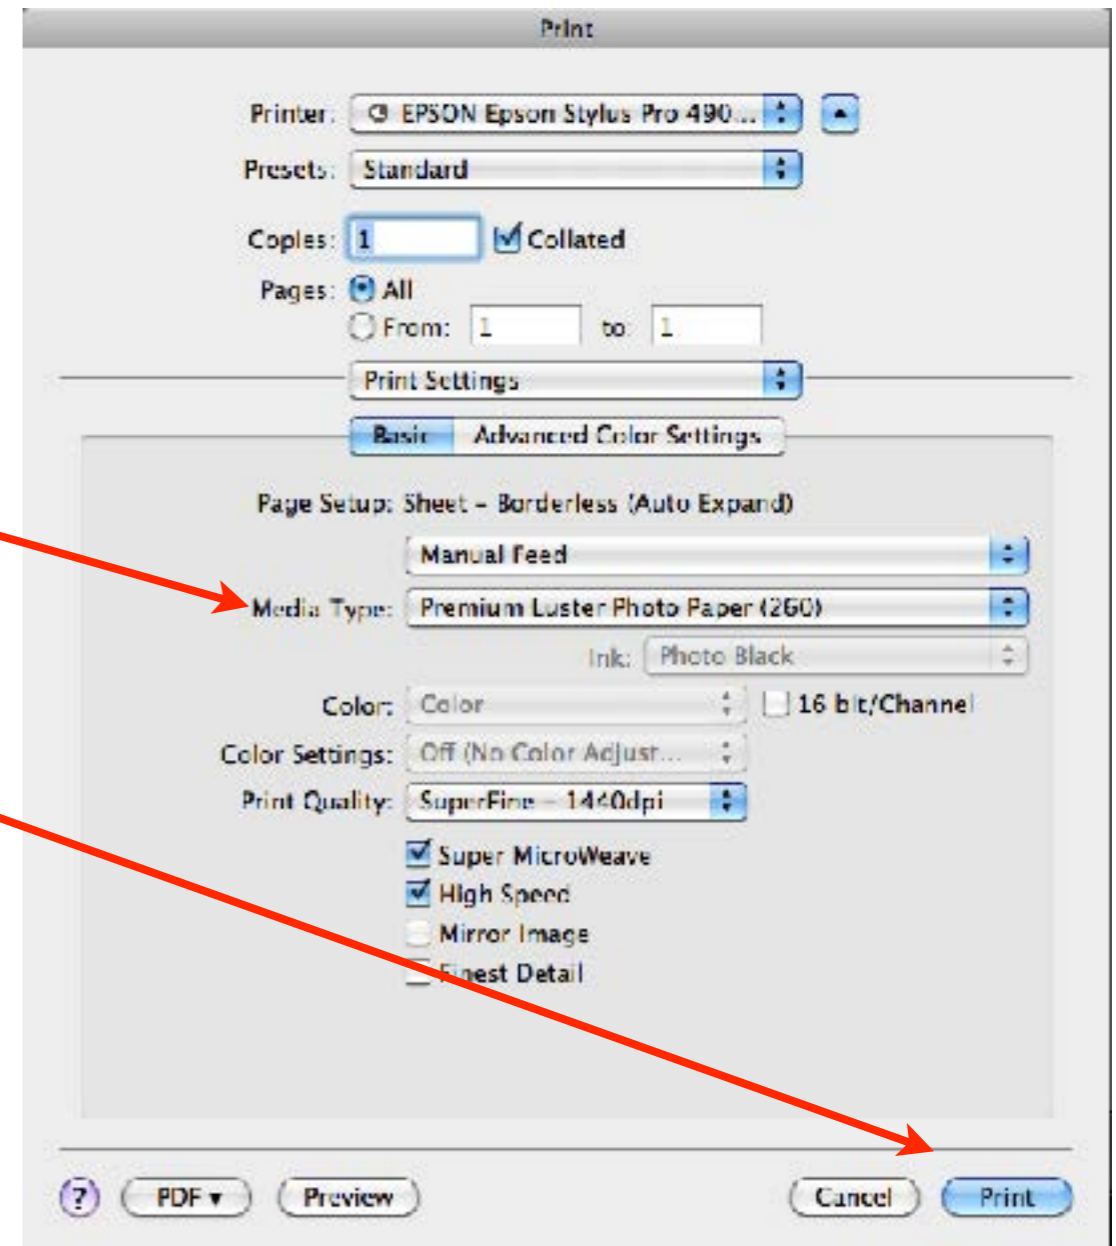 Print
Printer: EPSON Epson Stylus Pro 490...
Presets: Standard
Copies: 1 Collated
Pages: All
From: 1 to: 1
Print Settings
Basic Advanced Color Settings
Page Setup: Sheet – Borderless (Auto Expand)
Manual Feed
Media Type: Premium Luster Photo Paper (260)
Ink: Photo Black
Color: Color 16 bit/Channel
Color Settings: Off (No Color Adjust...
Print Quality: SuperFine – 1440dpi
Super MicroWeave
High Speed
Mirror Image
Finest Detail
? PDF ▾ Preview Cancel Print